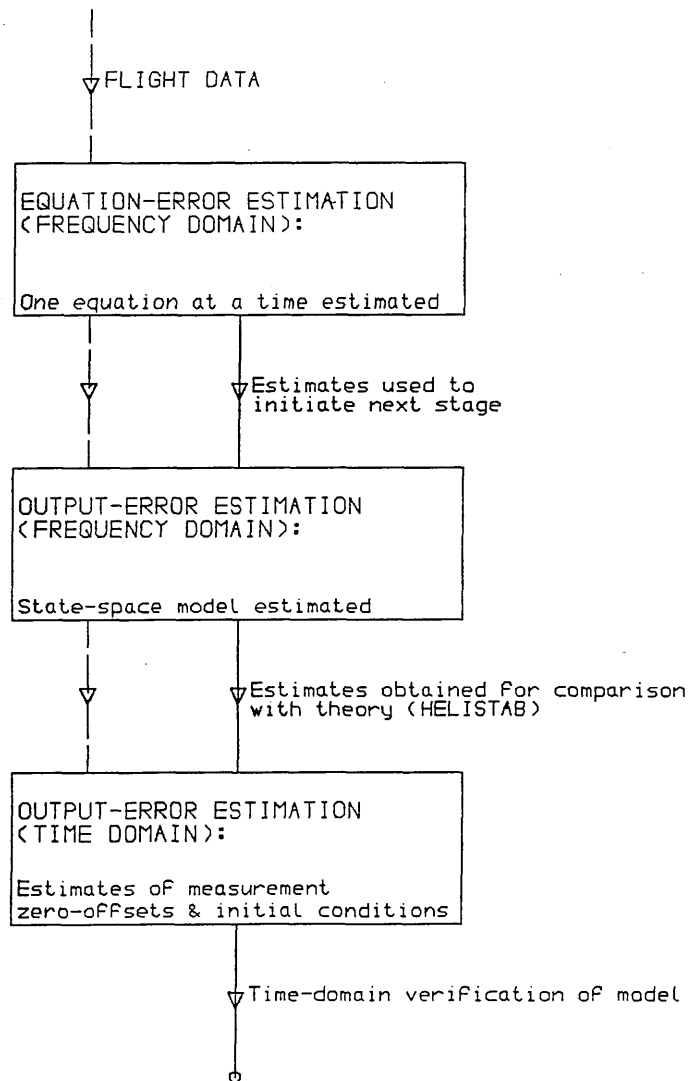 FLIGHT DATA
EQUATION-ERROR ESTIMATION
(FREQUENCY DOMAIN):
One equation at a time estimated
Estimates used to
initiate next stage
OUTPUT-ERROR ESTIMATION
(FREQUENCY DOMAIN):
State-space model estimated
Estimates obtained for comparison
with theory (HELISTAB)
OUTPUT-ERROR ESTIMATION
(TIME DOMAIN):
Estimates of measurement
zero-offsets & initial conditions
Time-domain verification of model